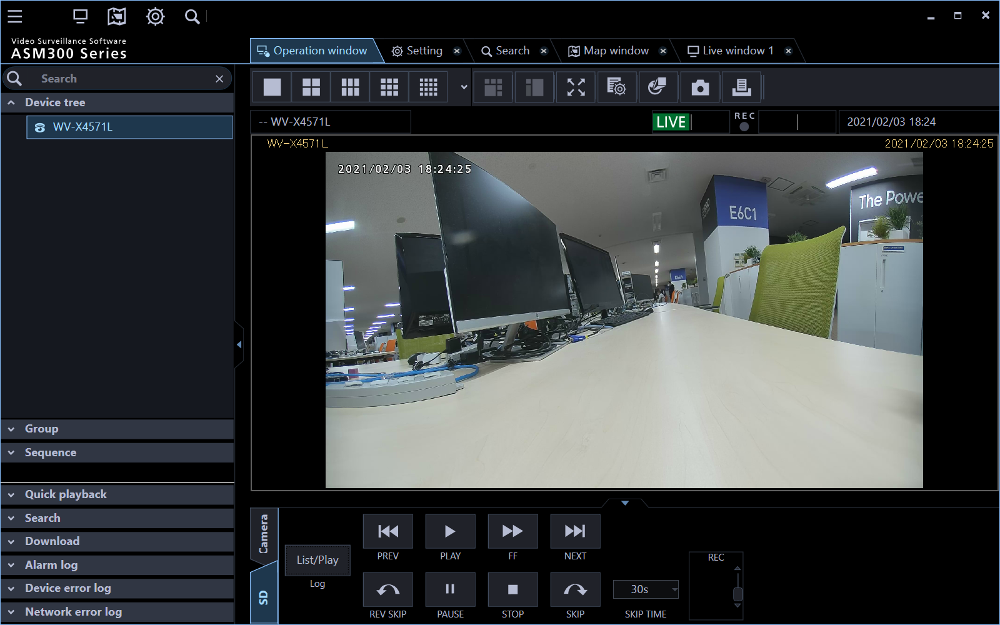 Video Surveillance Software
ASM300 Series
Operation window
Setting
Search
Map window
Live window 1
Search
Device tree
WV-X4571L
-- WV-X4571L
LIVE
REC
2021/02/03 18:24
WV-X4571L
2021/02/03 18:24:25
2021/02/03 18:24:25
E6C1
The Powe
Group
Sequence
Quick playback
Search
Download
Alarm log
Device error log
Network error log
Camera
SD
List/Play
Log
PREV
PLAY
FF
NEXT
REV SKIP
PAUSE
STOP
SKIP
30s
SKIP TIME
REC